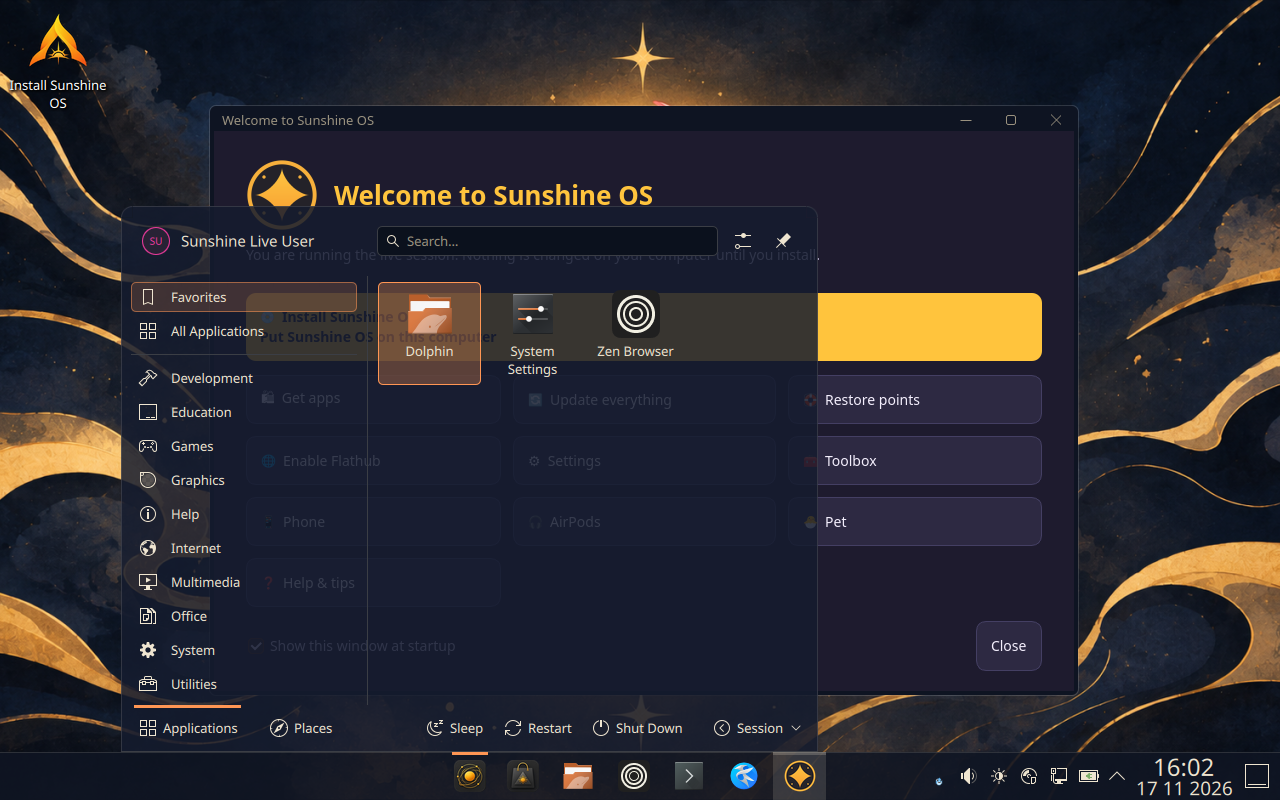 Install Sunshine
OS
Welcome to Sunshine OS
Welcome to Sunshine OS
SU
Sunshine Live User
Search...
You are running the live session. Nothing is changed on your computer until you install.
Favorites
All Applications
Development
Education
Games
Graphics
Help
Internet
Multimedia
Office
System
Utilities
Dolphin
System
Settings
Zen Browser
Install Sunshine O
Put Sunshine OS on this computer
Get apps
Update everything
Restore points
Enable Flathub
Settings
Toolbox
Phone
AirPods
Pet
Help & tips
Show this window at startup
Close
Applications
Places
Sleep
Restart
Shut Down
Session
16:02
17 11 2026